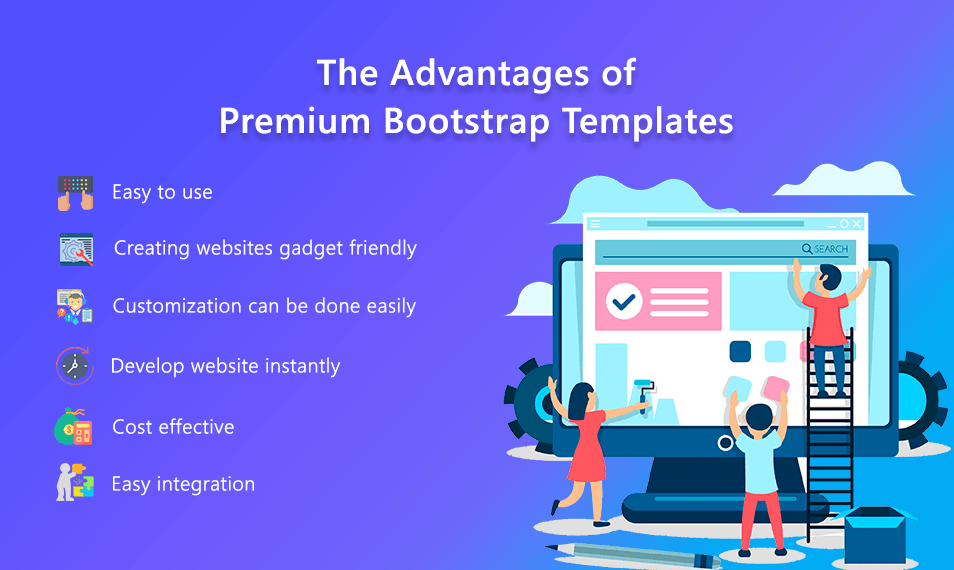 The Advantages of
Premium Bootstrap Templates
Easy to use
Creating websites gadget friendly
Customization can be done easily
Develop website instantly
Cost effective
Easy integration
SEARCH